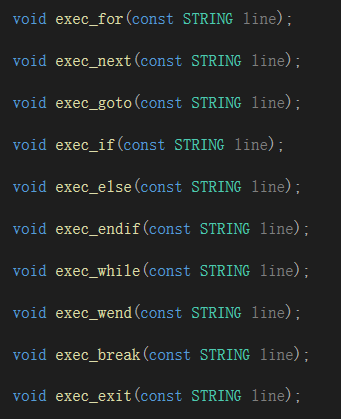 void exec_for(const STRING line);
void exec_next(const STRING line);
void exec_goto(const STRING line);
void exec_if(const STRING line);
void exec_else(const STRING line);
void exec_endif(const STRING line);
void exec_while(const STRING line);
void exec_wend(const STRING line);
void exec_break(const STRING line);
void exec_exit(const STRING line);